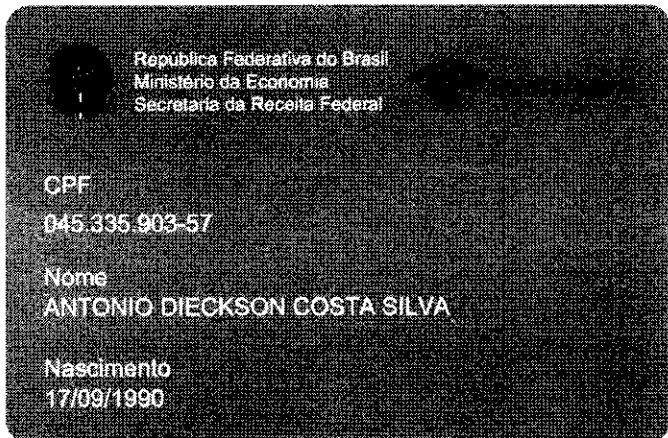 República Federativa do Brasil
Ministério da Economia
Secretaria da Receita Federal
CPF
045.335.903-57
Nome
ANTONIO DIECKSON COSTA SILVA
Nascimento
17/09/1990